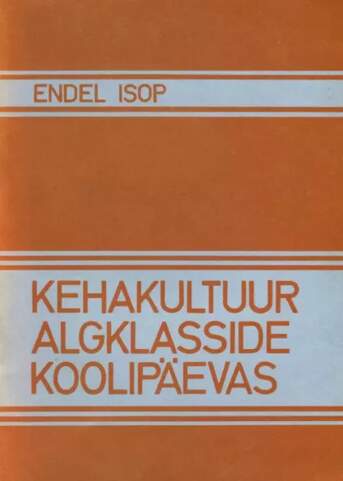 ENDEL ISOP
KEHAKULTUUR
ALGKLASSIDE
KOOLIPÄEVAS